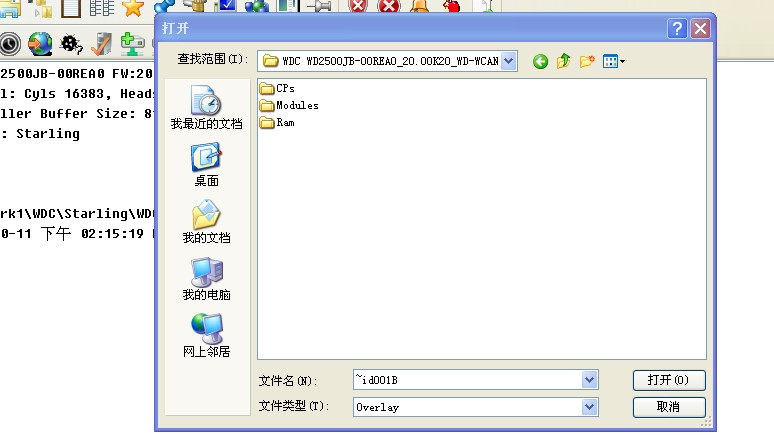 打开
查找范围(I):
WDC WD2500JB-00REA0_20.00K20_WD-WCAN
2500JB-00REA0 FW:20
l: Cyls 16383, Head
ller Buffer Size: 8
: Starling
rk1\WDC\Starling\WD
0-11 下午 02:15:19
CPs
Modules
Ram
我最近的文档
桌面
我的文档
我的电脑
网上邻居
文件名(N):
~id001B
打开(O)
文件类型(T):
Overlay
取消